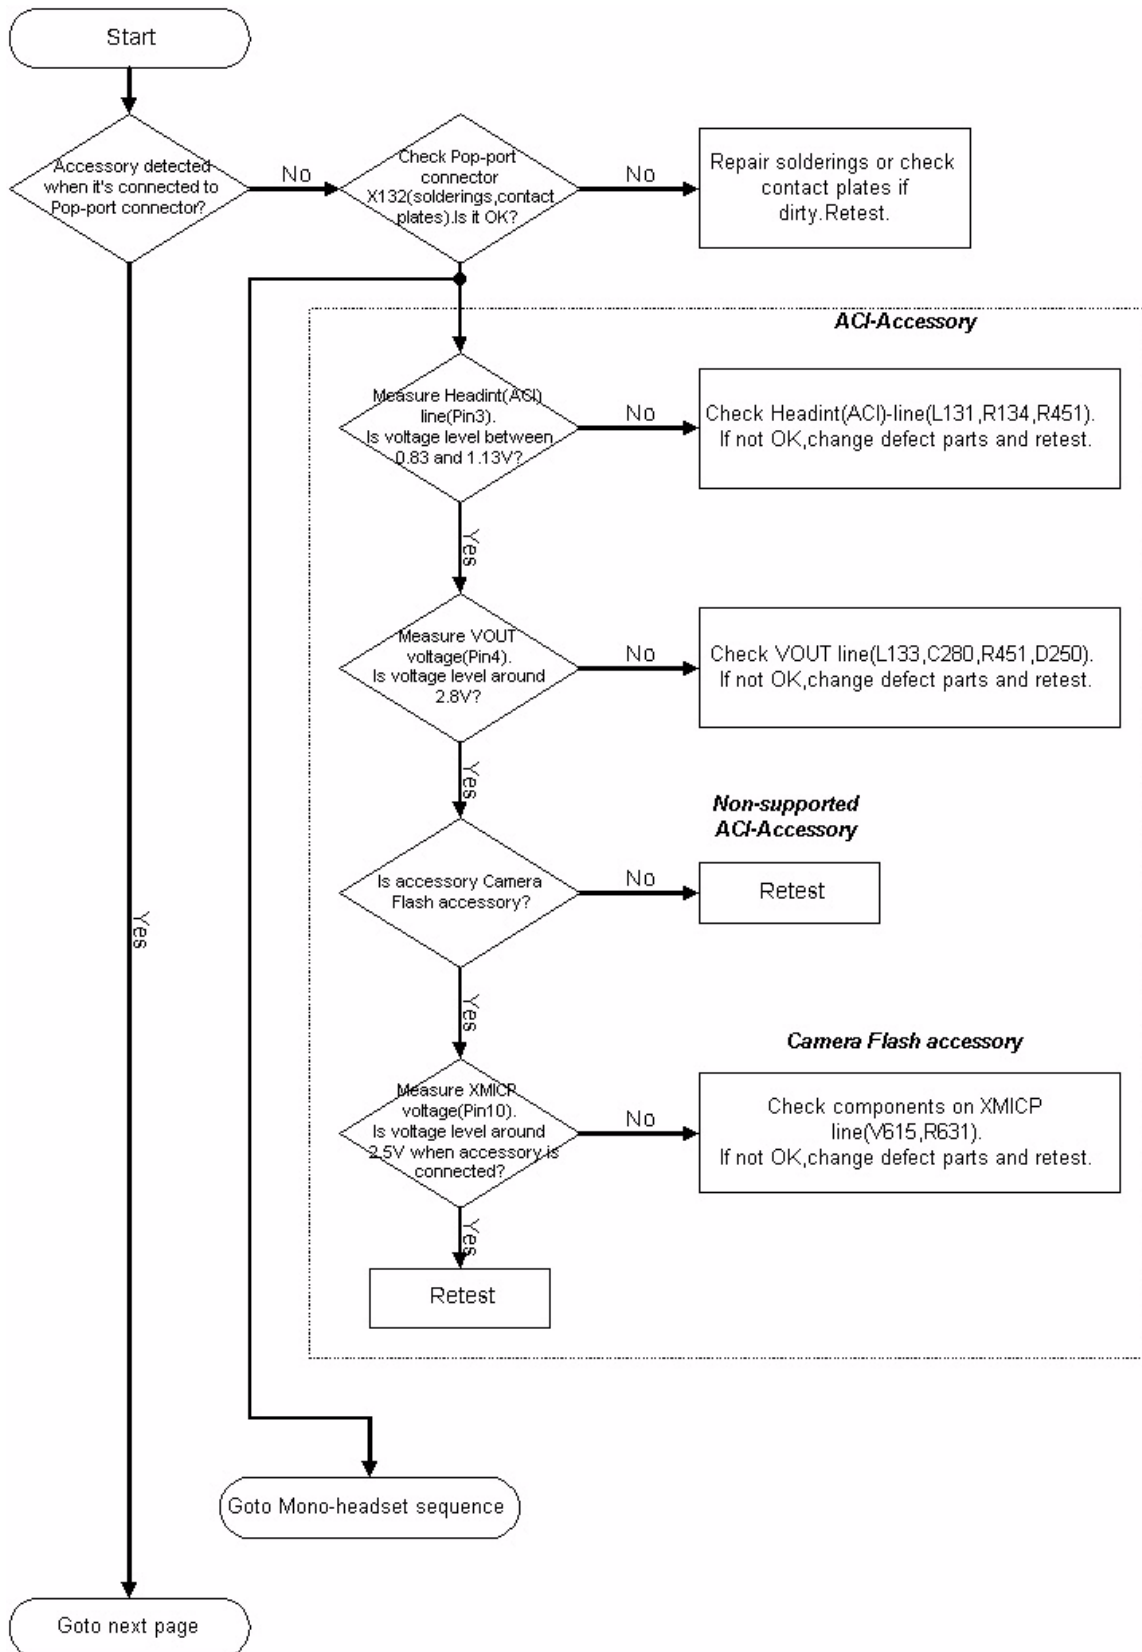 Start
Accessory detected
when it's connected to
Pop-port connector?
No
Check Pop-port
connector
X132(solderings,contact
plates).Is it OK?
No
Repair solderings or check
contact plates if
dirty.Retest.
ACI-Accessory
Measure Headint(ACI)
line(Pin3).
Is voltage level between
0.83 and 1.13V?
No
Check Headint(ACI)-line(L131,R134,R451).
If not OK,change defect parts and retest.
Yes
Measure VOUT
voltage(Pin4).
Is voltage level around
2.8V?
No
Check VOUT line(L133,C280,R451,D250).
If not OK,change defect parts and retest.
Yes
Non-supported
ACI-Accessory
Is accessory Camera
Flash accessory?
No
Retest
Yes
Yes
Camera Flash accessory
Measure XMICP
voltage(Pin10).
Is voltage level around
2.5V when accessory is
connected?
No
Check components on XMICP
line(V615,R631).
If not OK,change defect parts and retest.
Yes
Retest
Goto Mono-headset sequence
Goto next page